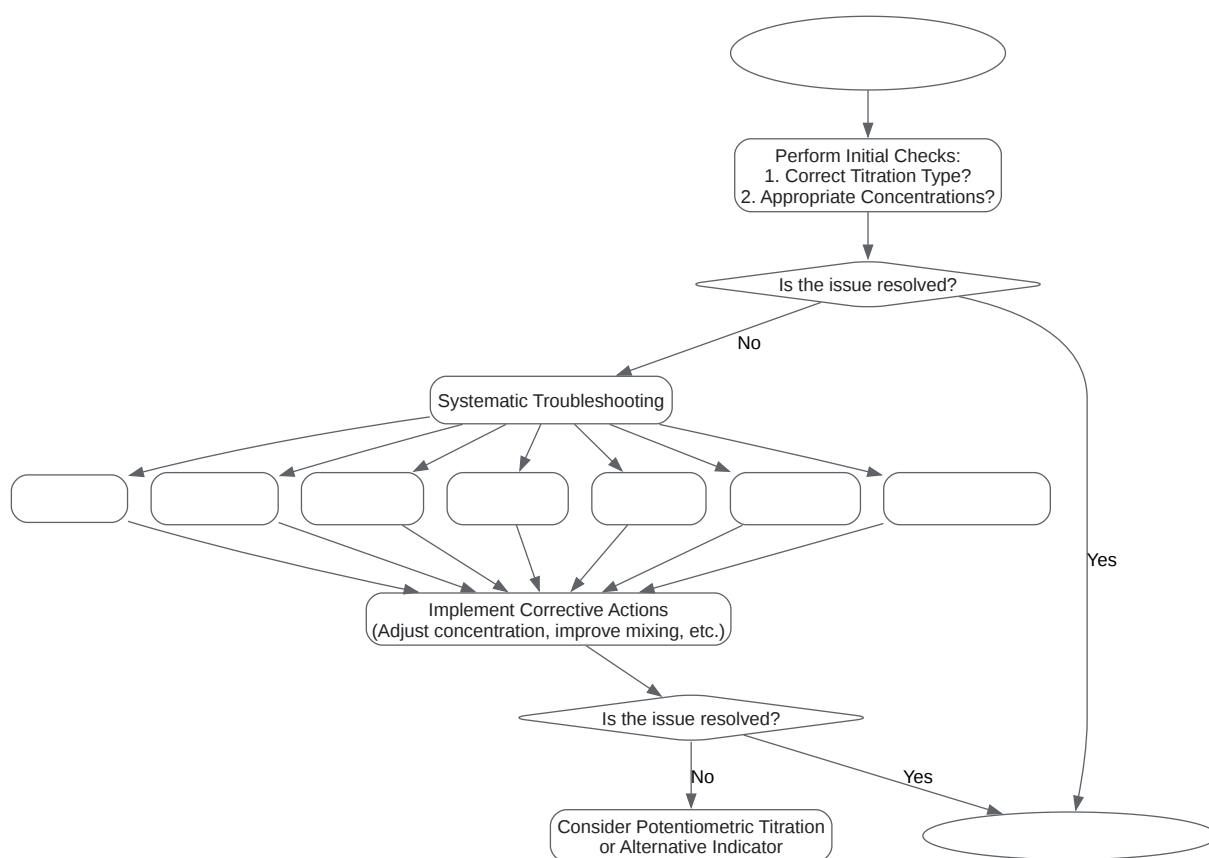 Perform Initial Checks:
1. Correct Titration Type?
2. Appropriate Concentrations?
Is the issue resolved?
No
Systematic Troubleshooting
Yes
Implement Corrective Actions
(Adjust concentration, improve mixing, etc.)
Is the issue resolved?
No
Yes
Consider Potentiometric Titration
or Alternative Indicator